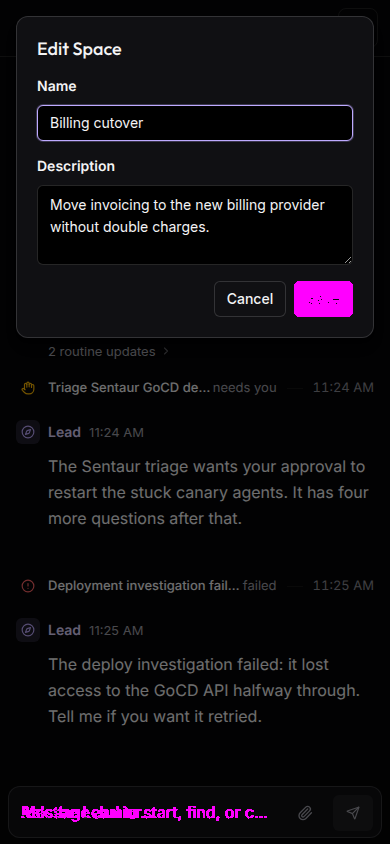 Edit Space
Name
Billing cutover
Description
Move invoicing to the new billing provider
without double charges.
Cancel
2 routine updates
Triage Sentaur GoCD de... needs you 11:24 AM
Lead 11:24 AM
The Sentaur triage wants your approval to
restart the stuck canary agents. It has four
more questions after that.
Deployment investigation fail... failed 11:25 AM
Lead 11:25 AM
The deploy investigation failed: it lost
access to the GoCD API halfway through.
Tell me if you want it retried.
start, find, or c...